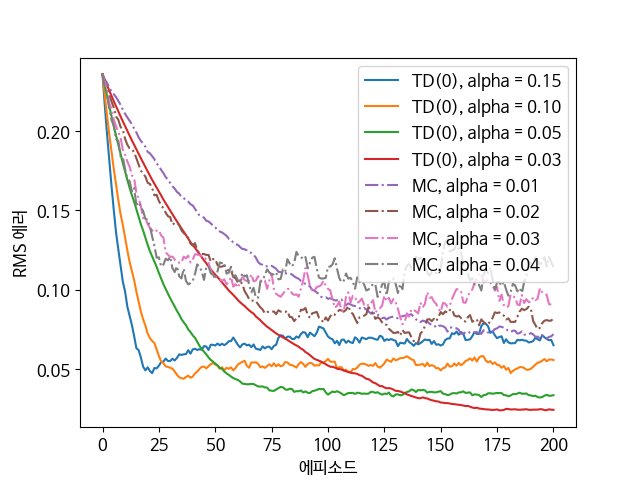 TD(0), alpha = 0.15
TD(0), alpha = 0.10
TD(0), alpha = 0.05
TD(0), alpha = 0.03
MC, alpha = 0.01
MC, alpha = 0.02
MC, alpha = 0.03
MC, alpha = 0.04
RMS 에러
0.20
0.15
0.10
0.05
0 25 50 75 100 125 150 175 200
에피소드